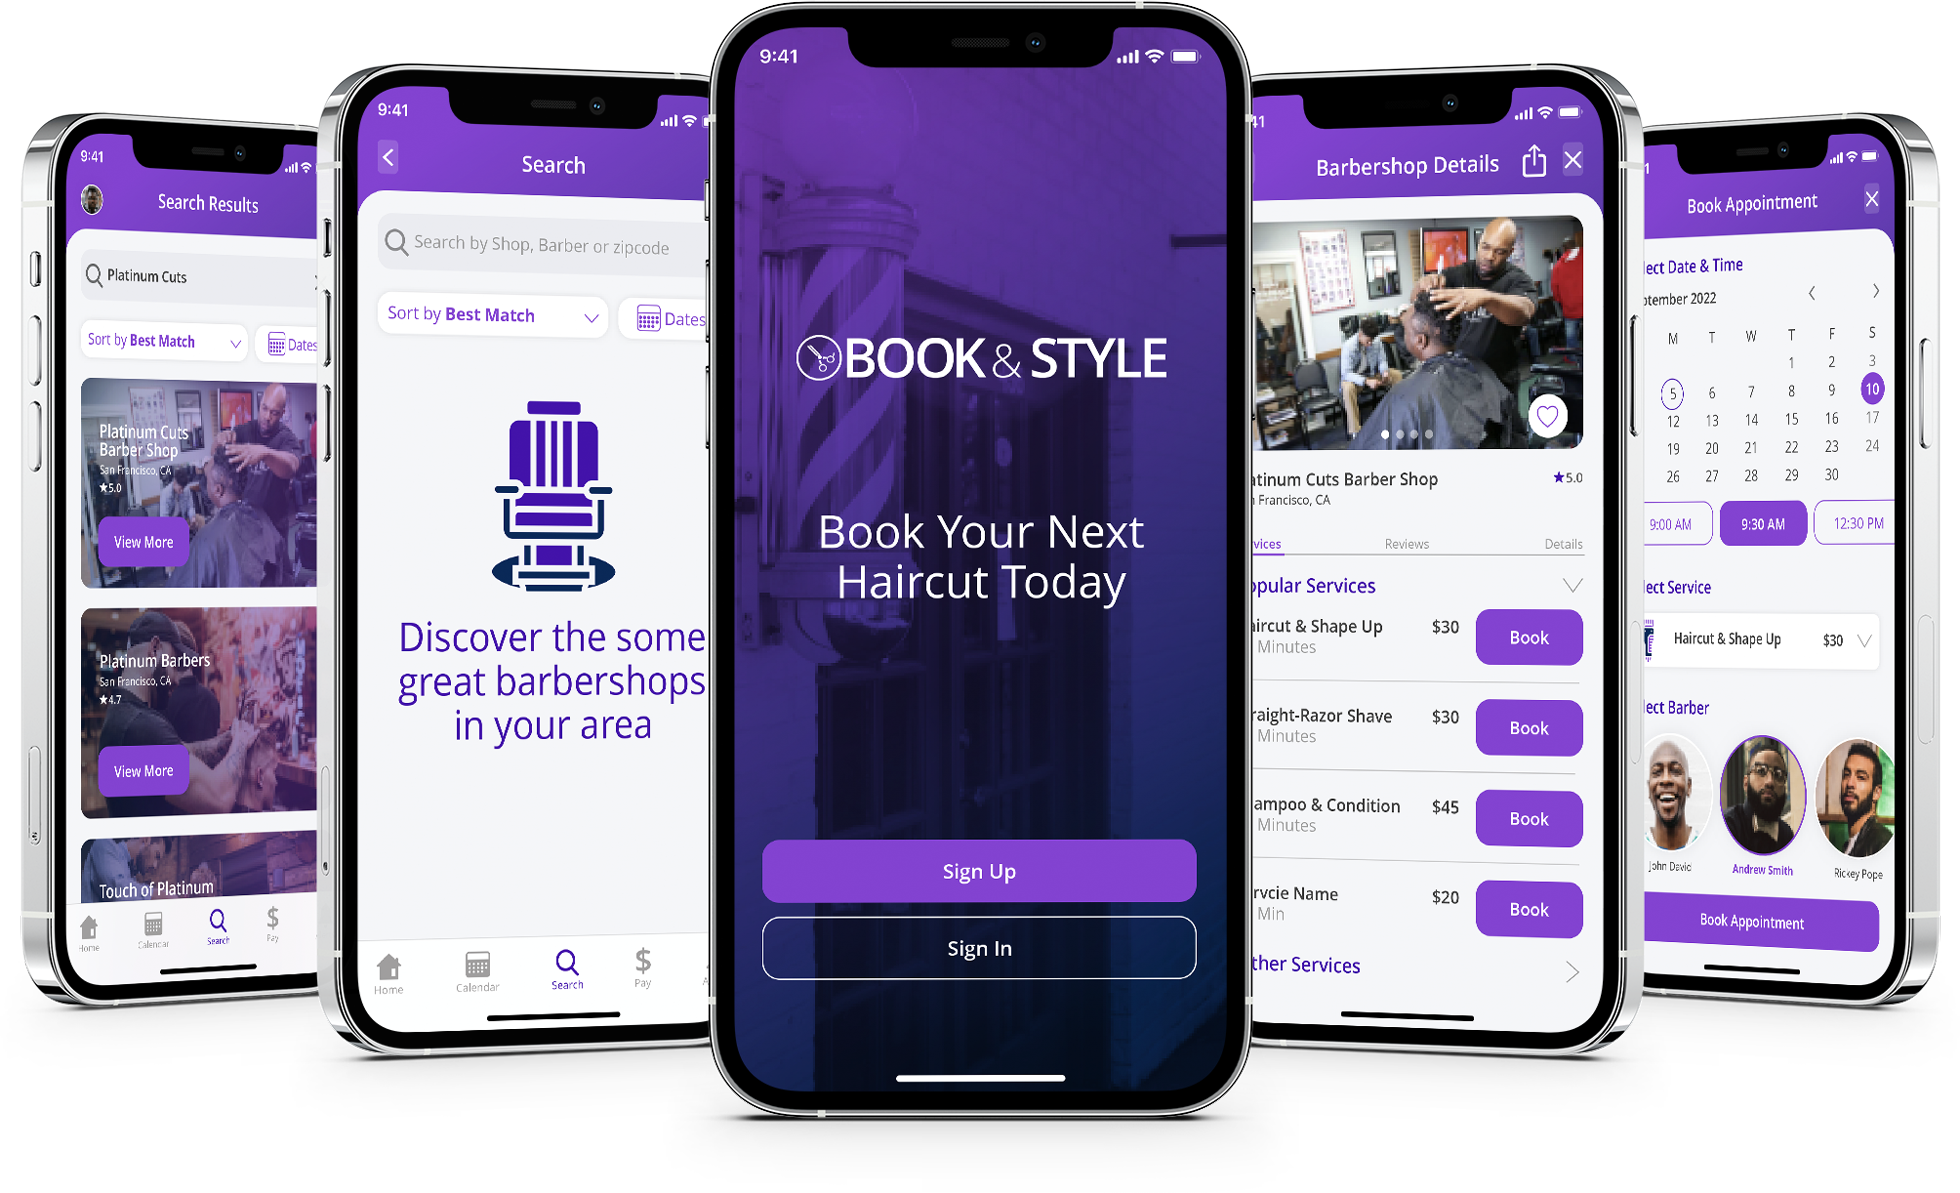 9:41
Search Results
Platinum Cuts
Sort by Best Match
Dates
Platinum Cuts
Barber Shop
San Francisco, CA
★5.0
View More
Platinum Barbers
San Francisco, CA
★4.7
View More
Touch of Platinum
Home
Calendar
Search
Pay
9:41
Search
Search by Shop, Barber or zipcode
Sort by Best Match
Dates
Discover the some
great barbershops
in your area
Home
Calendar
Search
Pay
9:41
BOOK & STYLE
Book Your Next
Haircut Today
Sign Up
Sign In
41
Barbershop Details
atinum Cuts Barber Shop
★5.0
Francisco, CA
vices
Reviews
Details
opular Services
aircut & Shape Up $30 Book
Minutes
raight-Razor Shave $30 Book
Minutes
ampoo & Condition $45 Book
Minutes
rvcie Name $20 Book
Min
ther Services
1
Book Appointment
lect Date & Time
ptember 2022
M T W T F S
1 2 3
5 6 7 8 9 10
12 13 14 15 16 17
19 20 21 22 23 24
26 27 28 29 30
9:00 AM 9:30 AM 12:30 PM
lect Service
Haircut & Shape Up $30
lect Barber
John David
Andrew Smith
Rickey Pope
Book Appointment